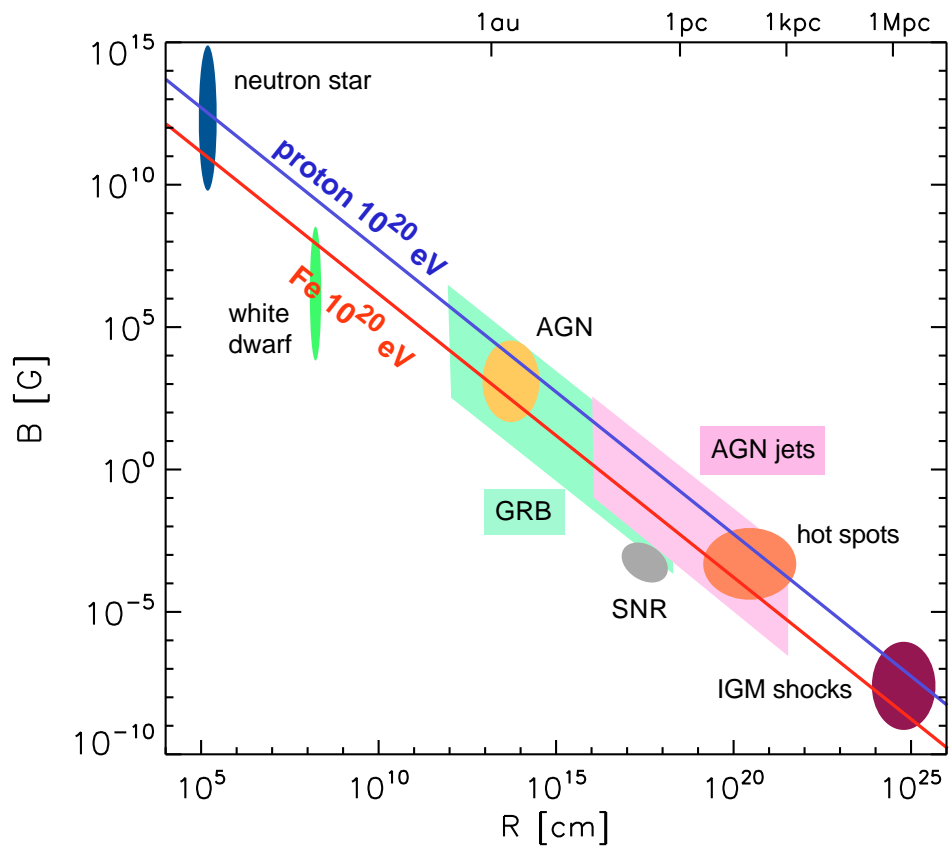 1au 1pc 1kpc 1Mpc
10^15
neutron star
10^10
proton 10^20 eV
Fe 10^20 eV
white
dwarf
10^5
AGN
B [G]
10^0
AGN jets
GRB
hot spots
10^-5
SNR
IGM shocks
10^-10
10^5 10^10 10^15 10^20 10^25
R [cm]